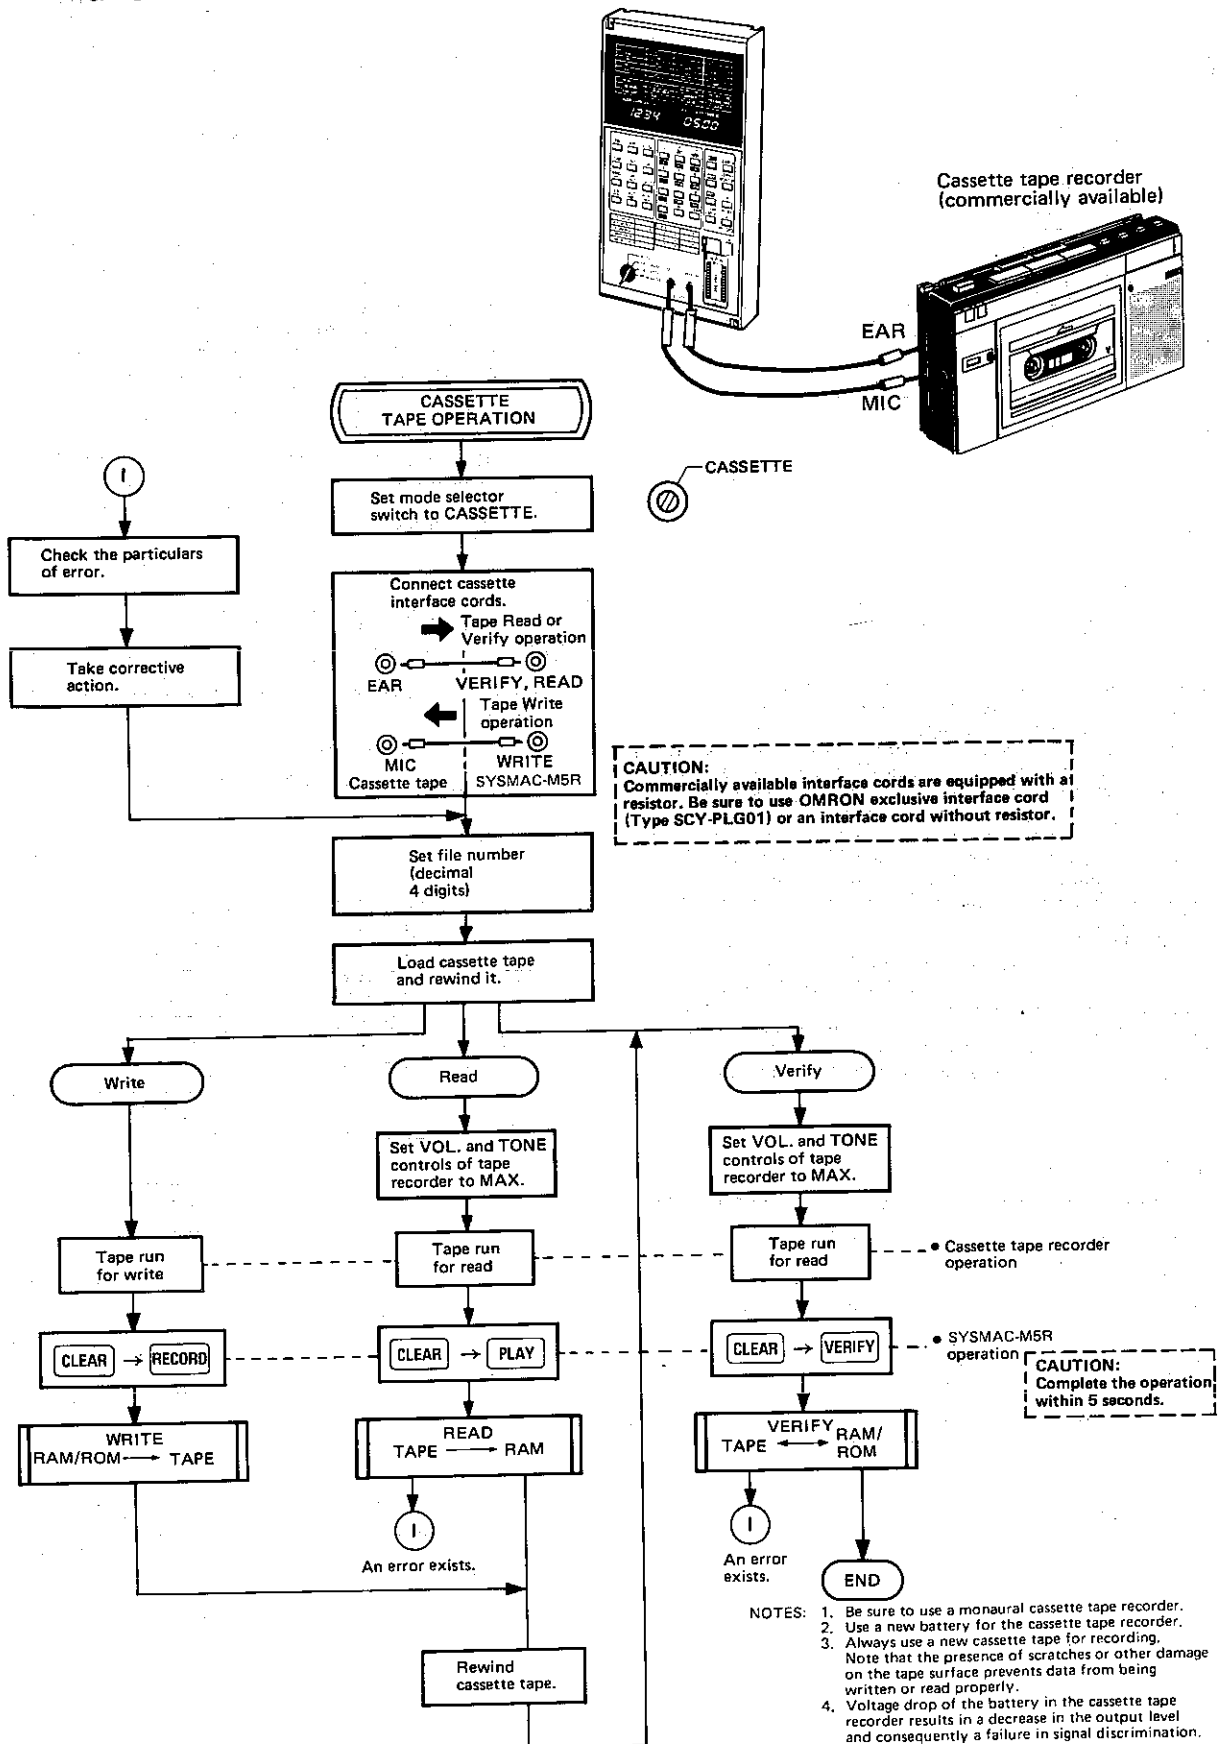 1234 0500
Cassette tape recorder
(commercially available)
EAR
MIC
CASSETTE
TAPE OPERATION
CASSETTE
I
Set mode selector
switch to CASSETTE.
Check the particulars
of error.
Take corrective
action.
Connect cassette
interface cords.
Tape Read or
Verify operation
EAR VERIFY, READ
Tape Write
operation
MIC WRITE
Cassette tape SYSMAC-M5R
CAUTION:
Commercially available interface cords are equipped with a
resistor. Be sure to use OMRON exclusive interface cord
(Type SCY-PLG01) or an interface cord without resistor.
Set file number
(decimal
4 digits)
Load cassette tape
and rewind it.
Write
Read
Verify
Set VOL. and TONE
controls of tape
recorder to MAX.
Set VOL. and TONE
controls of tape
recorder to MAX.
Tape run
for write
Tape run
for read
Tape run
for read
• Cassette tape recorder
operation
CLEAR → RECORD
CLEAR → PLAY
CLEAR → VERIFY
• SYSMAC-M5R
operation
CAUTION:
Complete the operation
within 5 seconds.
WRITE
RAM/ROM → TAPE
READ
TAPE → RAM
VERIFY
TAPE ↔ RAM/
ROM
I
An error exists.
I
An error
exists.
END
Rewind
cassette tape.
NOTES: 1. Be sure to use a monaural cassette tape recorder.
2. Use a new battery for the cassette tape recorder.
3. Always use a new cassette tape for recording.
Note that the presence of scratches or other damage
on the tape surface prevents data from being
written or read properly.
4. Voltage drop of the battery in the cassette tape
recorder results in a decrease in the output level
and consequently a failure in signal discrimination.